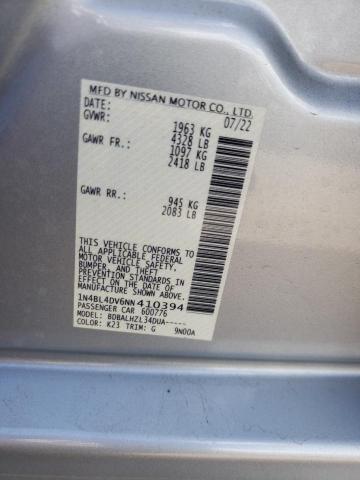 MFD BY NISSAN MOTOR CO., LTD.
DATE: 07/22
GVWR: 1963 KG
4328 LB
GAWR FR.: 1097 KG
2418 LB
GAWR RR.: 945 KG
2083 LB
THIS VEHICLE CONFORMS TO
ALL APPLICABLE FEDERAL
MOTOR VEHICLE SAFETY,
BUMPER, AND THEFT
PREVENTION STANDARDS IN
EFFECT ON THE DATE OF
MANUFACTURE SHOWN ABOVE.
1N4BL4DV6NN410394
PASSENGER CAR 600776
MODEL: BDBALHZL34DUA-----
COLOR: K23 TRIM: G 9N00A